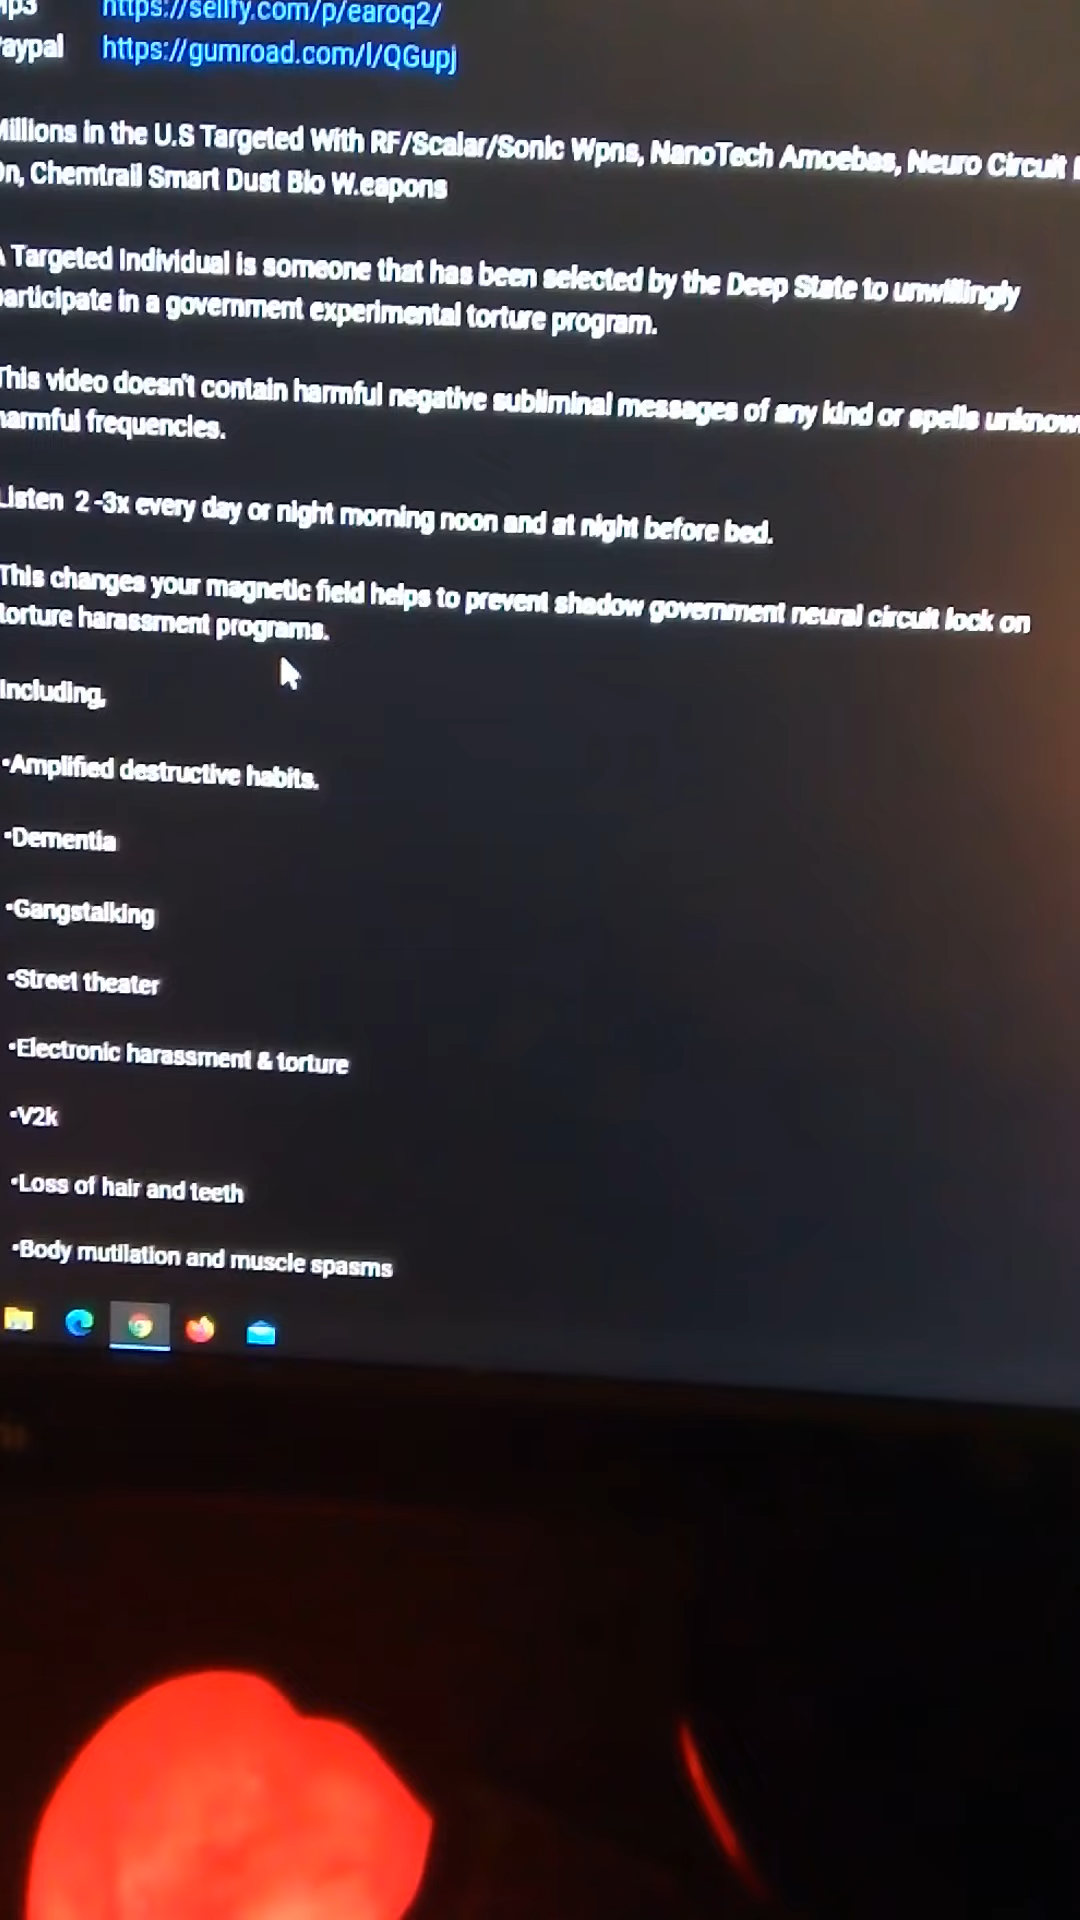 https://sellfy.com/p/earoq2/
https://gumroad.com/l/QGupj
Millions in the U.S Targeted With RF/Scalar/Sonic Wpns, NanoTech Amoebas, Neuro Circuit
On, Chemtrail Smart Dust Bio W.eapons
A Targeted Individual is someone that has been selected by the Deep State to unwillingly
participate in a government experimental torture program.
This video doesn't contain harmful negative subliminal messages of any kind or spells unknow
harmful frequencies.
Listen 2 -3x every day or night morning noon and at night before bed.
This changes your magnetic field helps to prevent shadow government neural circuit lock on
torture harassment programs.
Including,
•Amplified destructive habits.
•Dementia
•Gangstalking
•Street theater
•Electronic harassment & torture
•V2k
•Loss of hair and teeth
•Body mutilation and muscle spasms